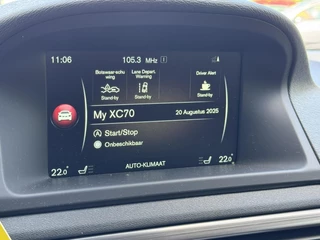 11:06 105.3 MHz
Botswaarschu
wing
Lane Depart.
Warning
Driver Alert
Stand-by Stand-by Stand-by
My XC70 20 Augustus 2025
Start/Stop
Onbeschikbaar
22.0° AUTO-KLIMAAT 22.0°